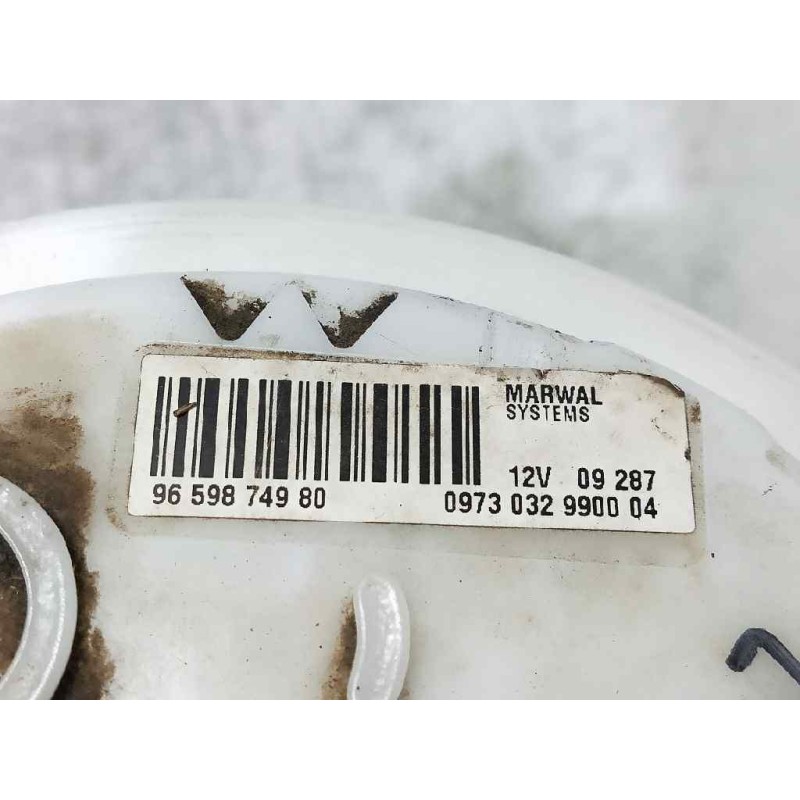 MARWAL
SYSTEMS
12V 09 287
96 598 749 80
0973 032 9900 04